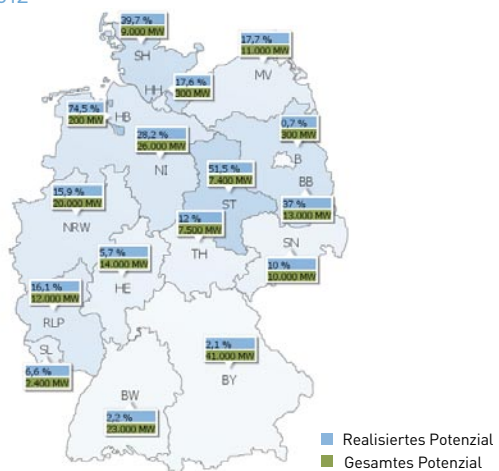 39,7 %
9.000 MW
SH
17,7 %
11.000 MW
MV
17,6 %
300 MW
HH
74,5 %
200 MW
HB
28,2 %
26.000 MW
NI
0,7 %
300 MW
B
BB
51,5 %
7.400 MW
ST
37 %
13.000 MW
15,9 %
20.000 MW
NRW
12 %
7.500 MW
TH
SN
10 %
10.000 MW
5,7 %
14.000 MW
HE
16,1 %
12.000 MW
RLP
SL
6,6 %
2.400 MW
2,1 %
41.000 MW
BY
BW
2,2 %
23.000 MW
Realisiertes Potenzial
Gesamtes Potenzial